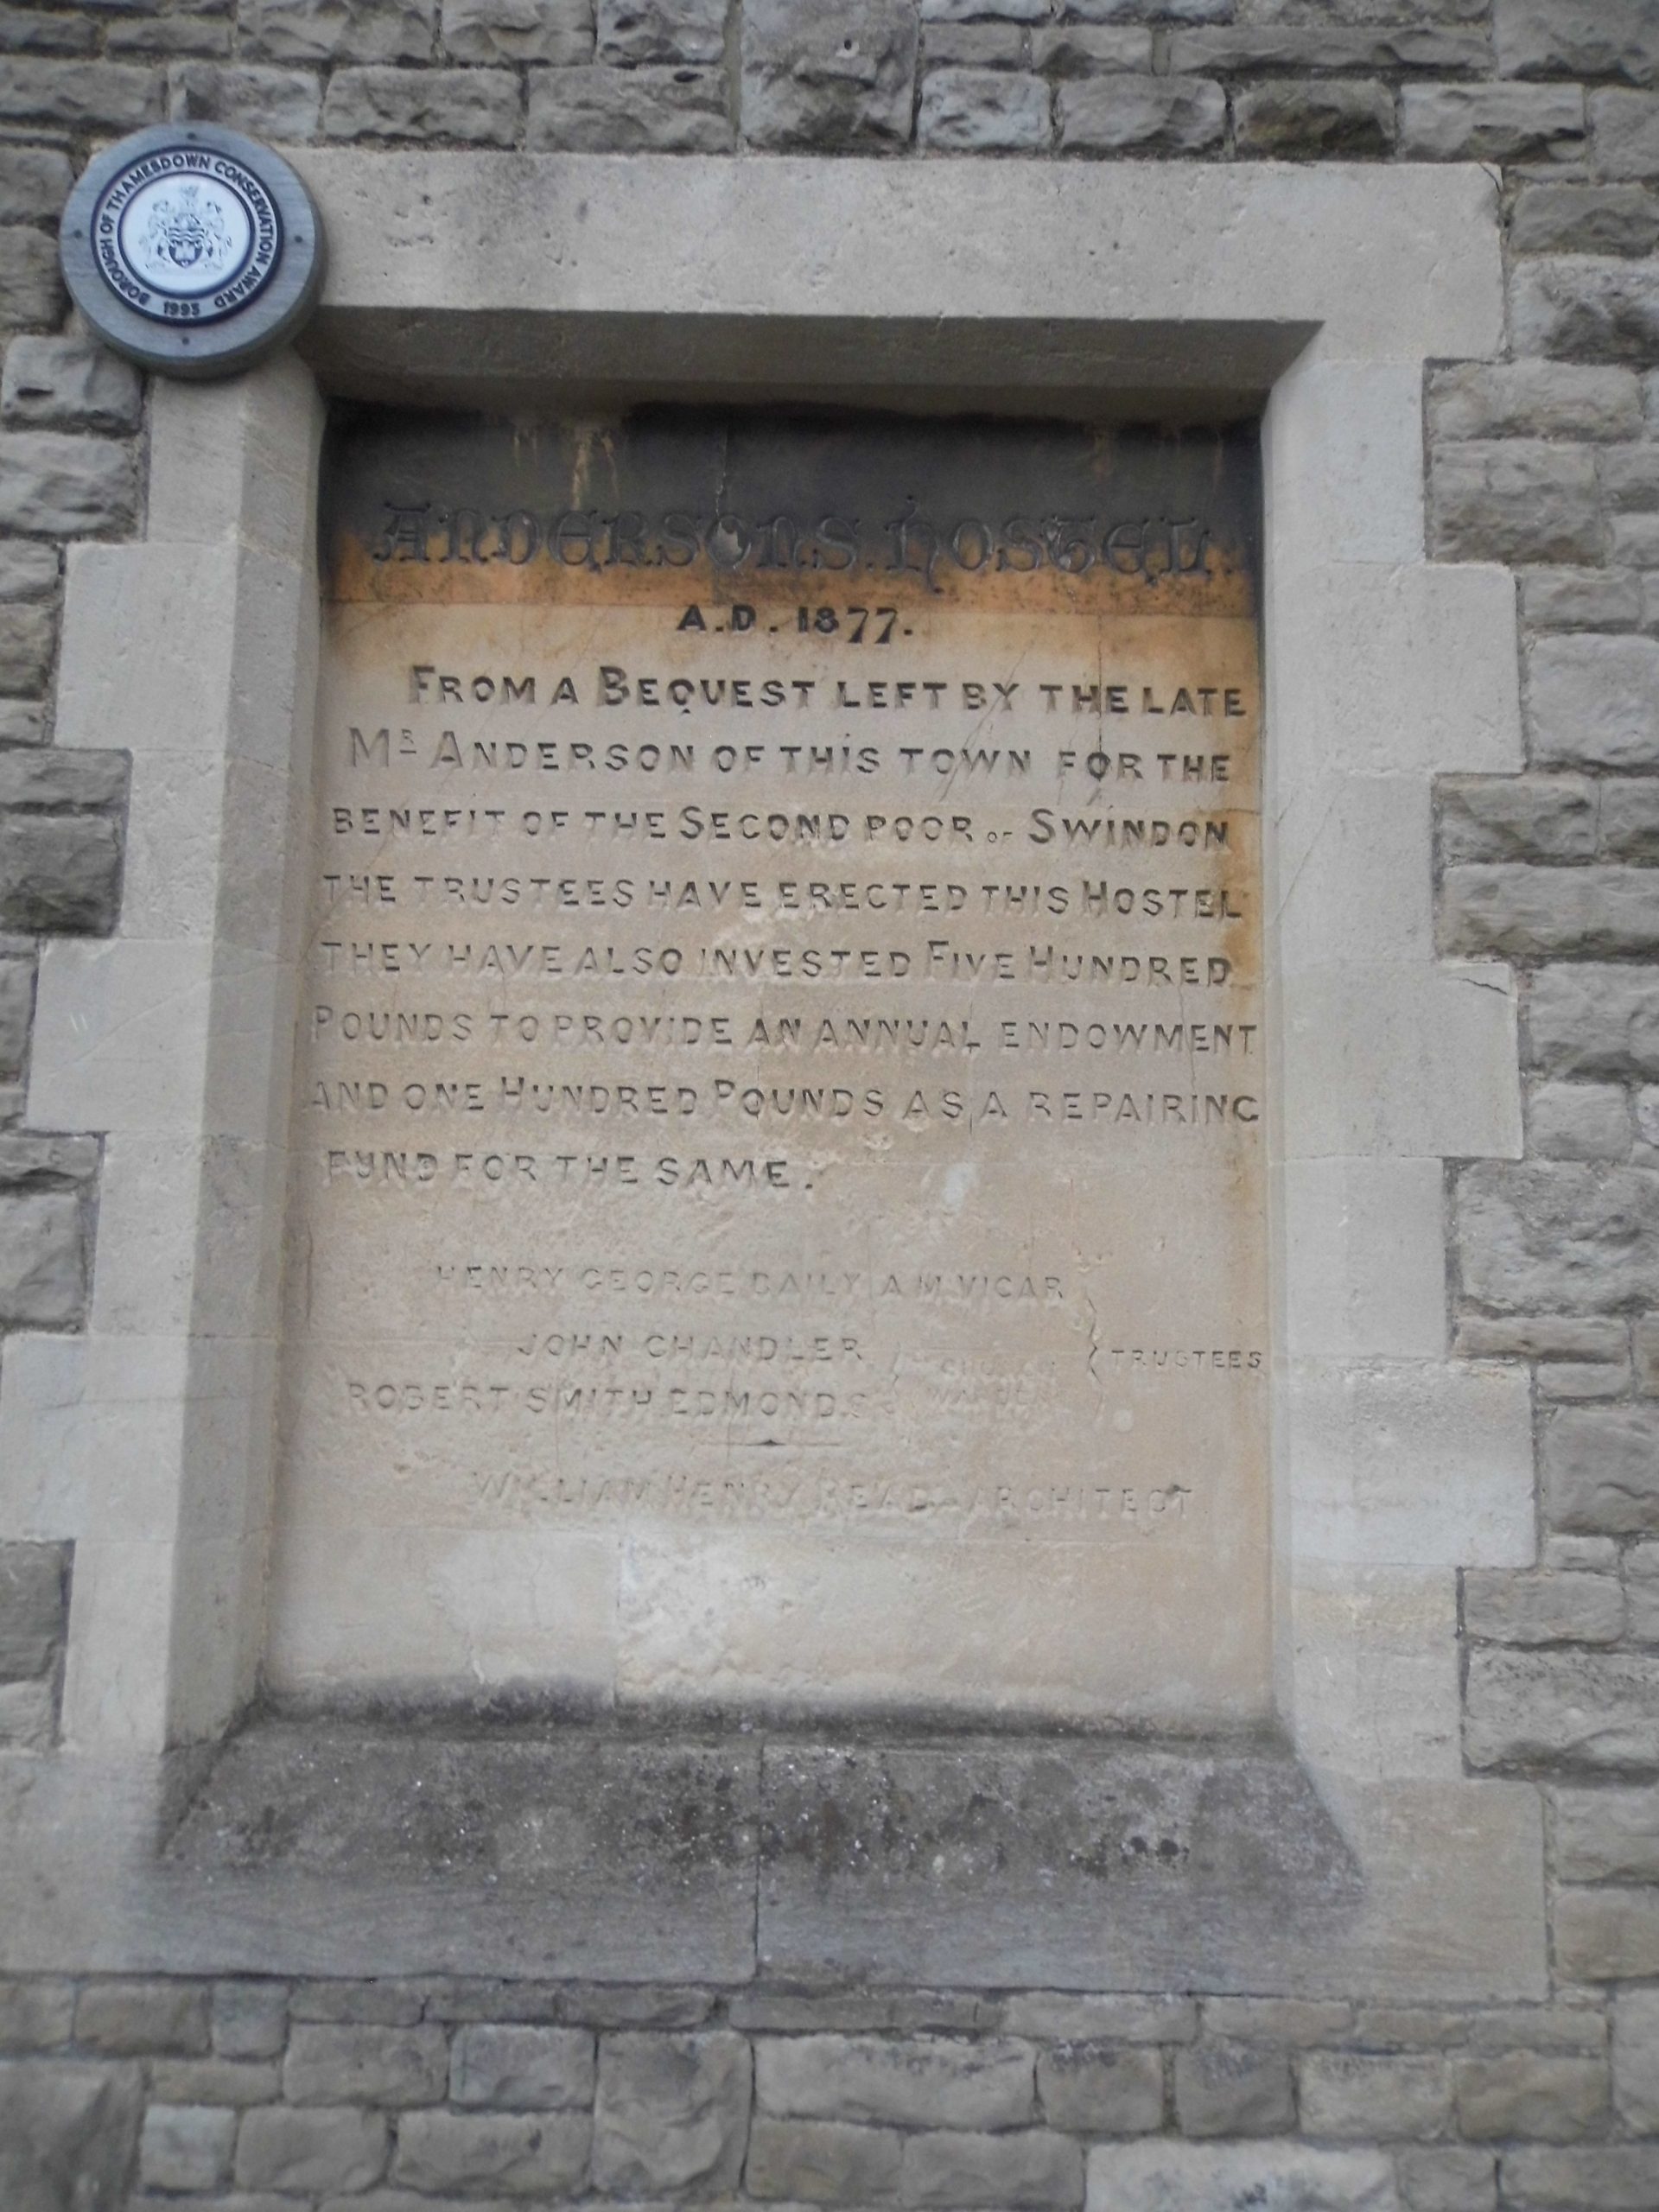 BOROUGH OF THAMESDOWN CONSERVATION AWARD
1993
ANDERSONS. HOSTEL.
A.D. 1877.
FROM A BEQUEST LEFT BY THE LATE
MR ANDERSON OF THIS TOWN FOR THE
BENEFIT OF THE SECOND POOR OF SWINDON
THE TRUSTEES HAVE ERECTED THIS HOSTEL
THEY HAVE ALSO INVESTED FIVE HUNDRED
POUNDS TO PROVIDE AN ANNUAL ENDOWMENT
AND ONE HUNDRED POUNDS AS A REPAIRING
FUND FOR THE SAME.
HENRY GEORGE BAILY A M VICAR
JOHN CHANDLER
CHURCH
TRUSTEES
ROBERT SMITH EDMONDS
WILLIAM HENRY READ ARCHITECT